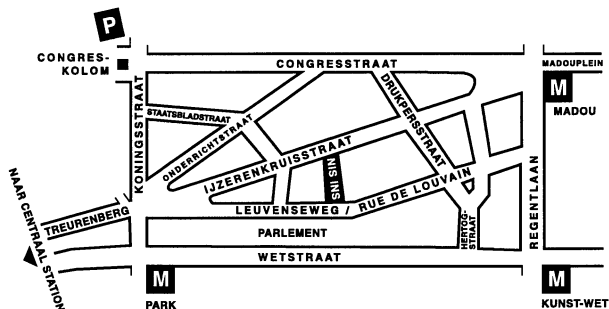 P
CONGRES-
KOLOM
CONGRESSTRAAT
MADOUPLEIN
M
MADOU
KONINGSSTRAAT
STAATSBLADSTRAAT
ONDERRICHTSTRAAT
DRUKPERSSTRAAT
IJZERENKRUISSTRAAT
NIS INS
LEUVENSEWEG / RUE DE LOUVAIN
REGENTLAAN
HERTOG-
STRAAT
TREURENBERG
NAAR CENTRAAL STATION
PARLEMENT
WETSTRAAT
M
PARK
M
KUNST-WET